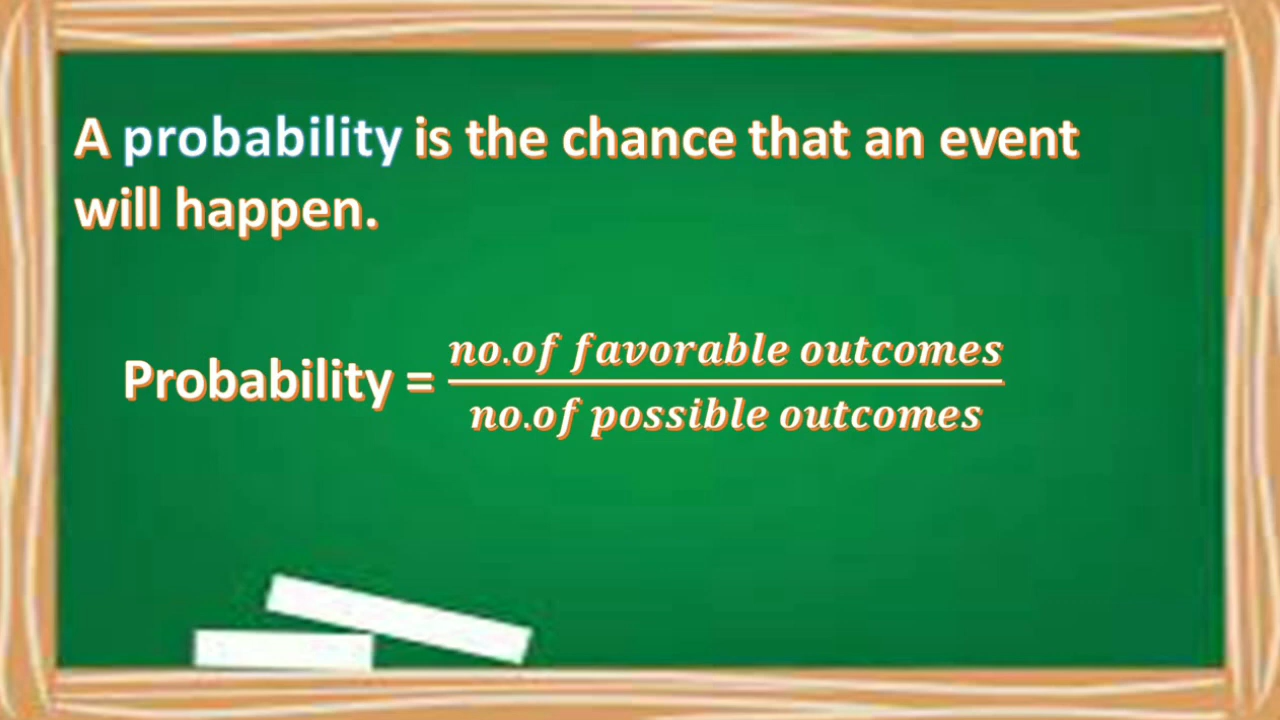 A probability is the chance that an event
will happen.
Probability = no.of favorable outcomes
no.of possible outcomes